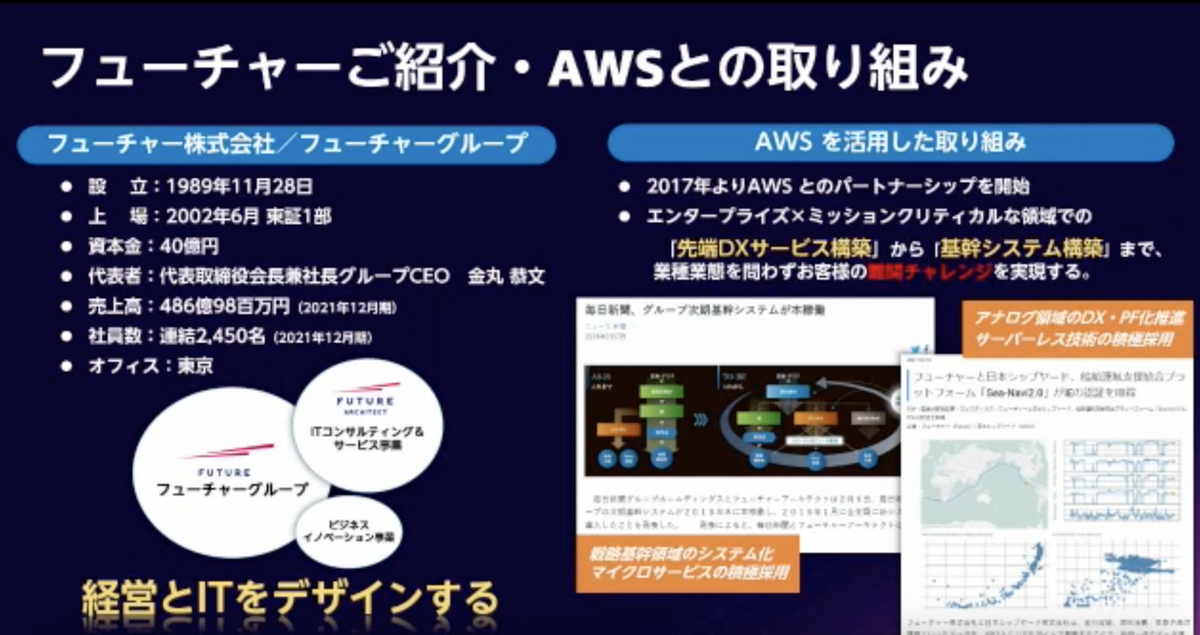 フューチャーご紹介・AWSとの取り組み
フューチャー株式会社／フューチャーグループ
● 設　立：1989年11月28日
● 上　場：2002年6月 東証1部
● 資本金：40億円
● 代表者：代表取締役会長兼社長グループCEO　金丸 恭文
● 売上高：486億98百万円（2021年12月期）
● 社員数：連結2,450名（2021年12月期）
● オフィス：東京
FUTURE
フューチャーグループ
FUTURE
ARCHITECT
ITコンサルティング＆
サービス事業
ビジネス
イノベーション事業
経営とITをデザインする
AWS を活用した取り組み
● 2017年よりAWS とのパートナーシップを開始
● エンタープライズ×ミッションクリティカルな領域での
「先端DXサービス構築」から「基幹システム構築」まで、
業種業態を問わずお客様の難関チャレンジを実現する。
毎日新聞、グループ次期基幹システムが本稼働
戦略基幹領域のシステム化
マイクロサービスの積極採用
アナログ領域のDX・PF化推進
サーバーレス技術の積極採用
フューチャーと日本シップヤード、船舶運航支援統合プラ
ットフォーム「Sea-Navi2.0」が船の認証を取得